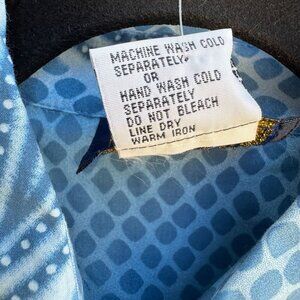 MACHINE WASH COLD
SEPARATELY.
OR
HAND WASH COLD
SEPARATELY
DO NOT BLEACH
LINE DRY
WARM IRON